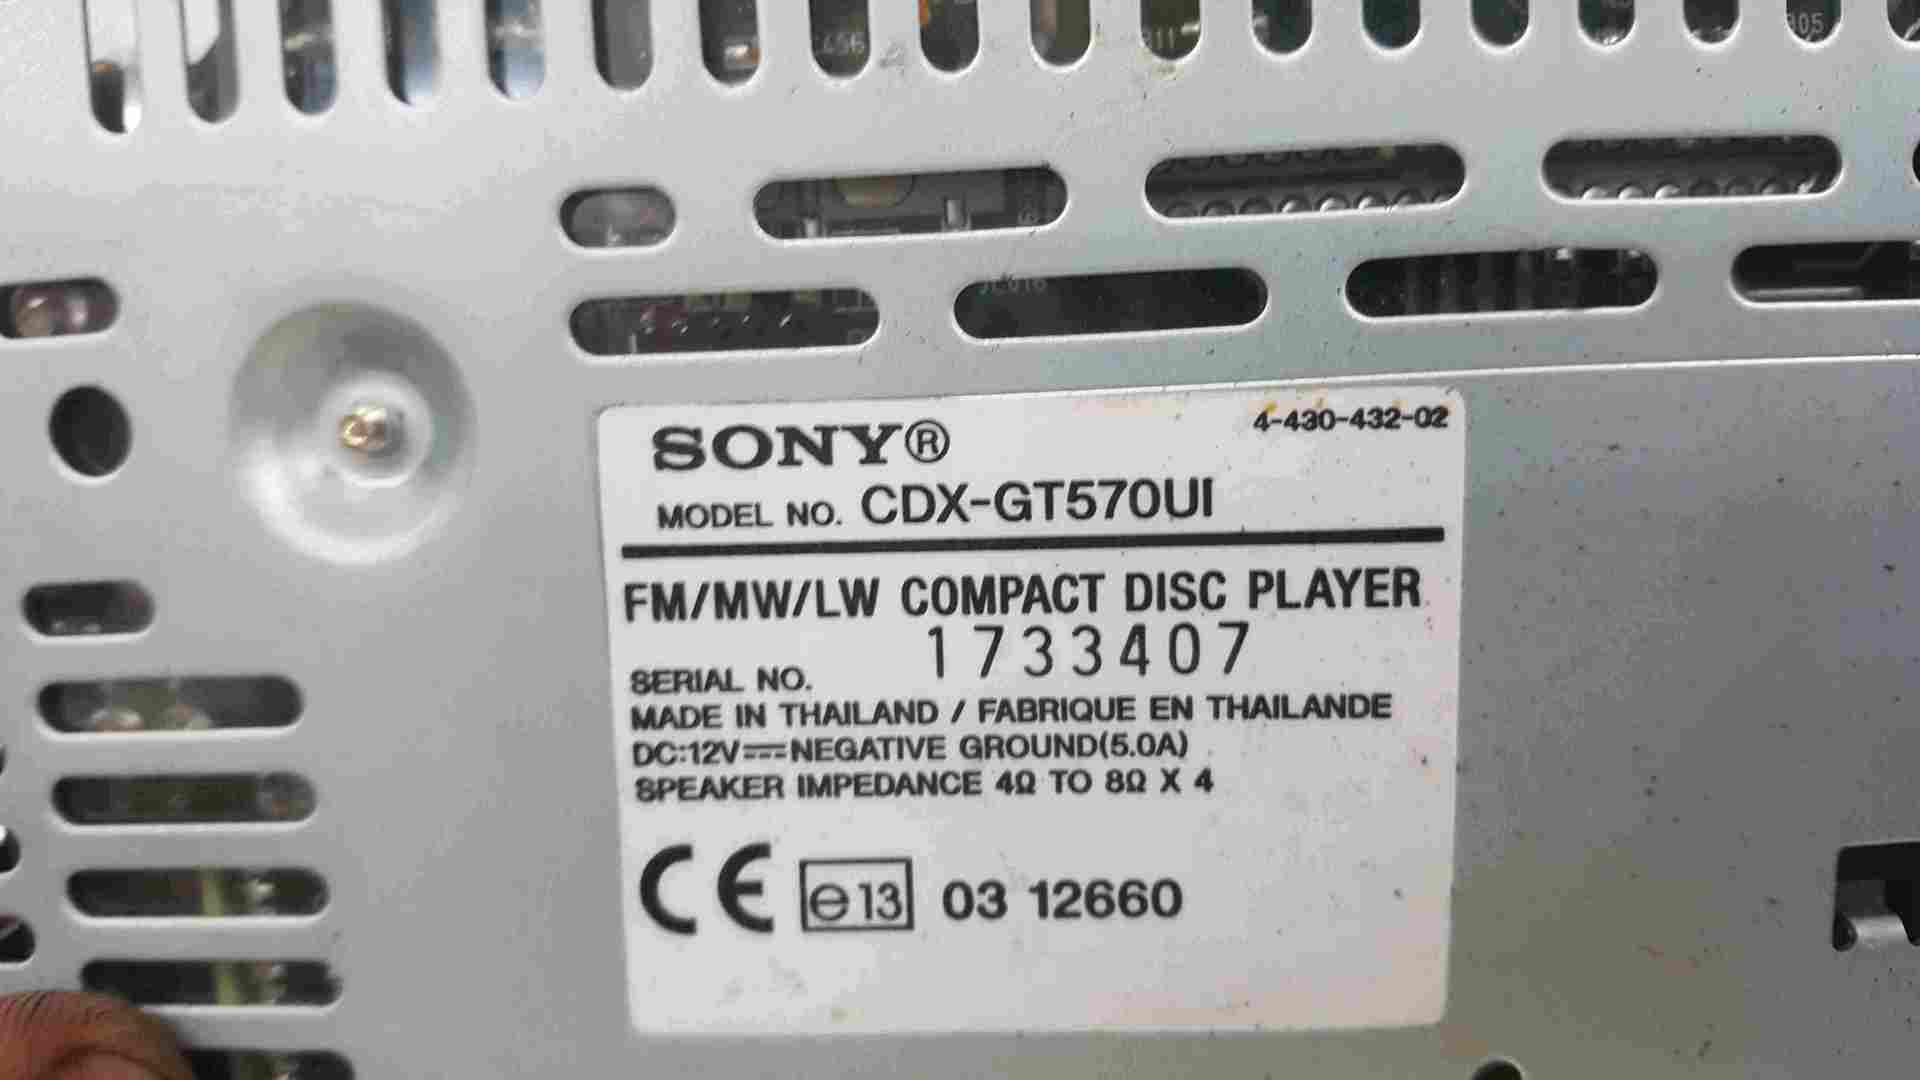 SONY®
4-430-432-02
MODEL NO. CDX-GT570UI
FM/MW/LW COMPACT DISC PLAYER
1733407
SERIAL NO.
MADE IN THAILAND / FABRIQUE EN THAILANDE
DC:12V⎓NEGATIVE GROUND(5.0A)
SPEAKER IMPEDANCE 4Ω TO 8Ω X 4
CE e13 03 12660